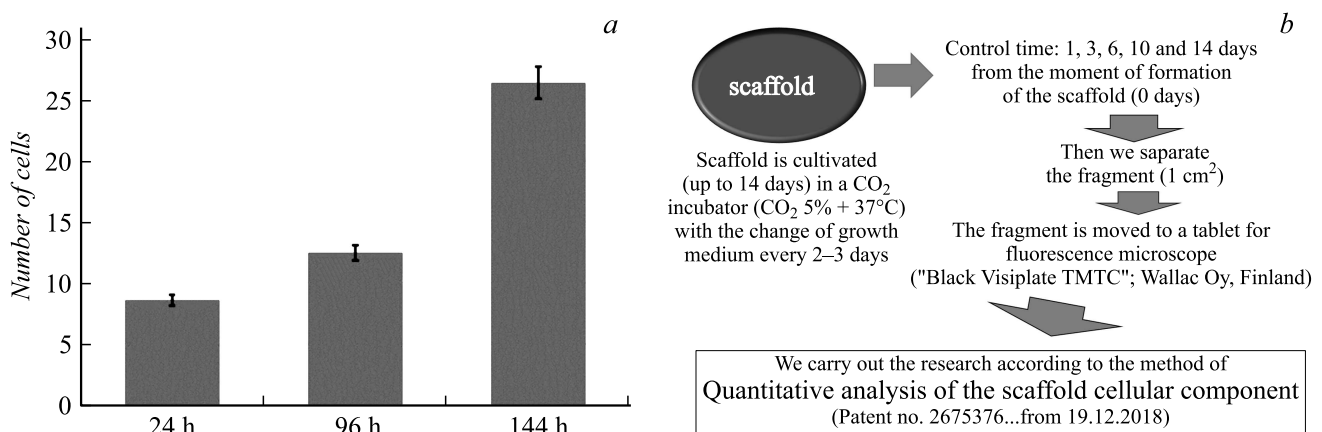 a
30
25
20
15
10
5
0
Number of cells
24 h
96 h
144 h
b
scaffold
Scaffold is cultivated
(up to 14 days) in a CO₂
incubator (CO₂ 5% + 37°C)
with the change of growth
medium every 2–3 days
Control time: 1, 3, 6, 10 and 14 days
from the moment of formation
of the scaffold (0 days)
Then we saparate
the fragment (1 cm²)
The fragment is moved to a tablet for
fluorescence microscope
("Black Visiplate TMTC"; Wallac Oy, Finland)
We carry out the research according to the method of
Quantitative analysis of the scaffold cellular component
(Patent no. 2675376...from 19.12.2018)